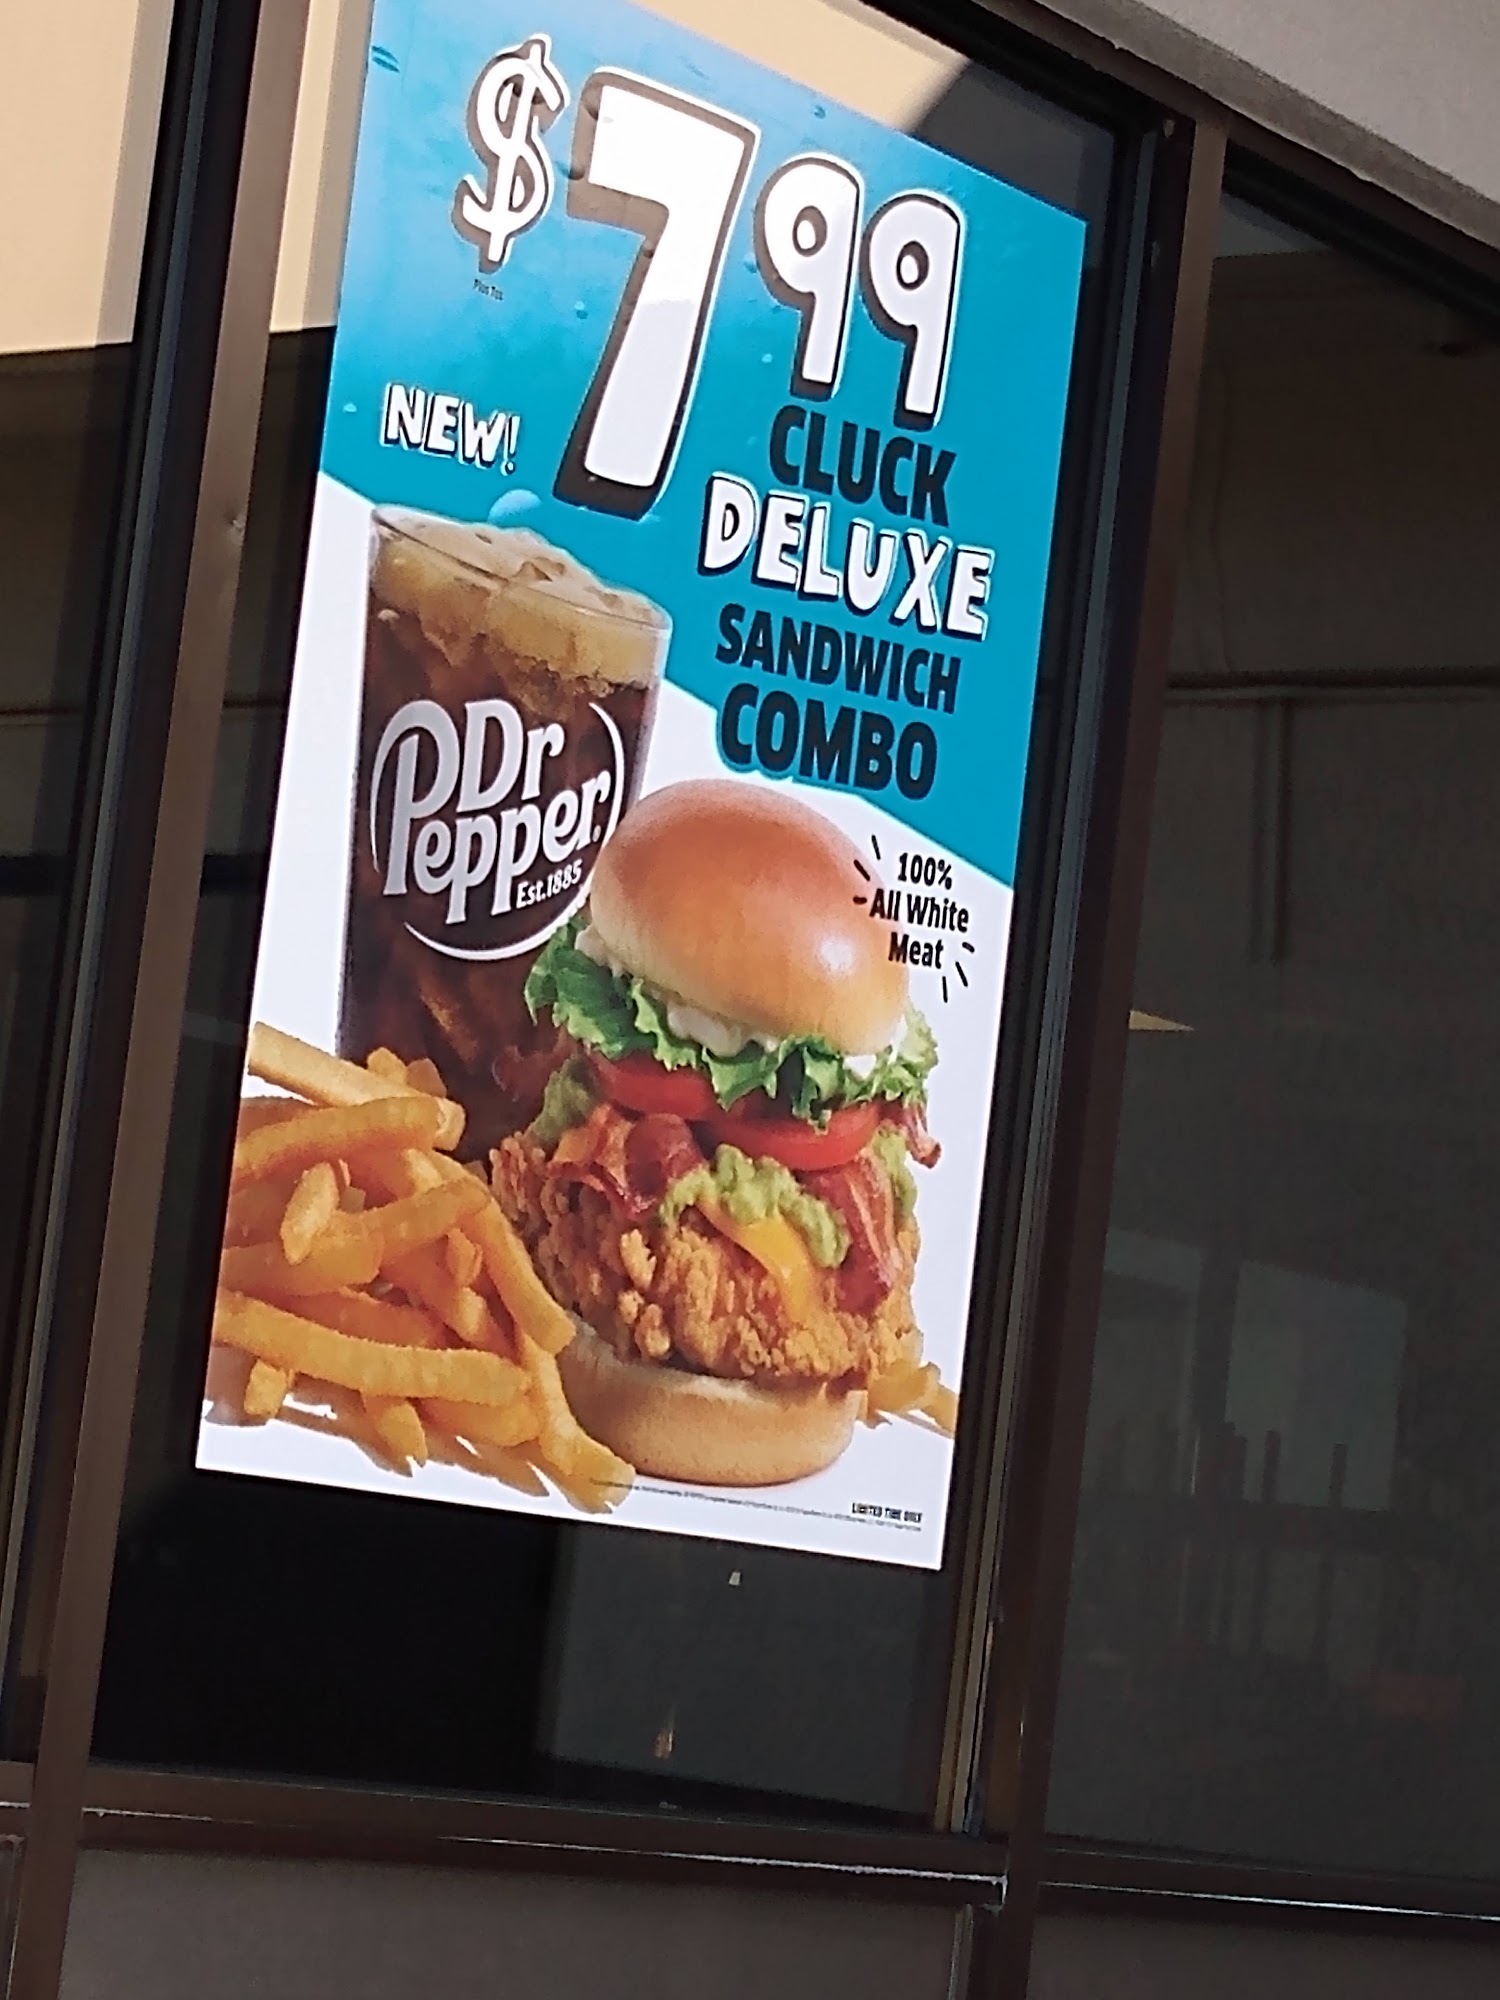 $7.99
Plus Tax
NEW!
CLUCK
DELUXE
SANDWICH
COMBO
Dr
Pepper
Est.1885
100%
All White
Meat
LIMITED TIME ONLY